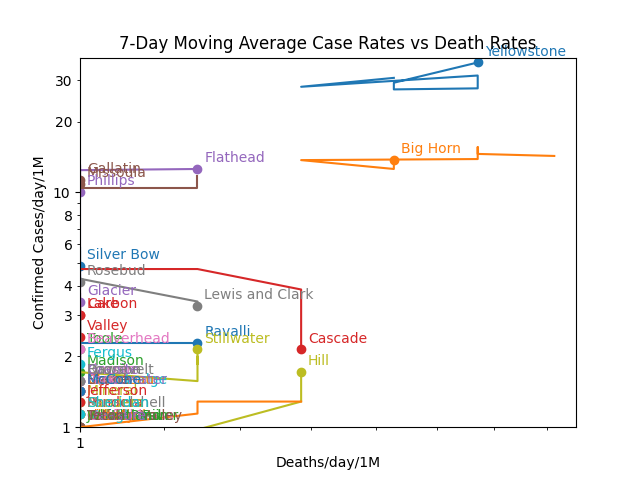 7-Day Moving Average Case Rates vs Death Rates
Yellowstone
30
20
Big Horn
Flathead
Gallatin
Missoula
Phillips
10
8
6
Silver Bow
Rosebud
4
Glacier
Lewis and Clark
Lake
Carbon
3
Valley
Ravalli
Toole
Beaverhead
Stillwater
Cascade
2
Fergus
Madison
Hill
Jefferson
1
1
Confirmed Cases/day/1M
Deaths/day/1M